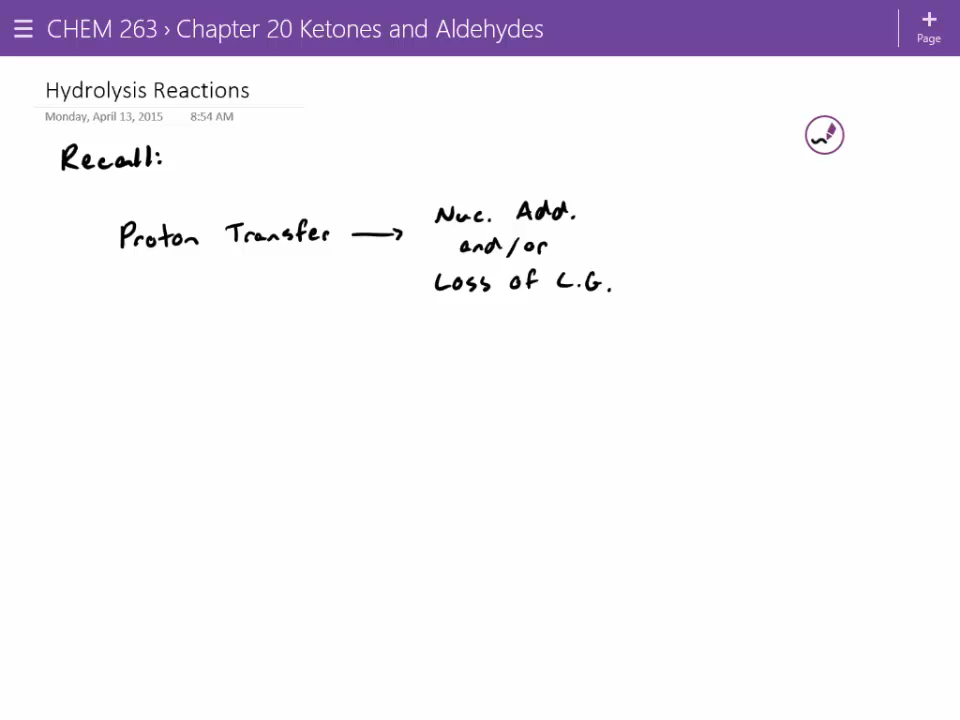 CHEM 263 › Chapter 20 Ketones and Aldehydes
Page
Hydrolysis Reactions
Monday, April 13, 2015 8:54 AM
Recall:
Proton Transfer ⟶
Nuc. Add.
and/or
Loss of L.G.